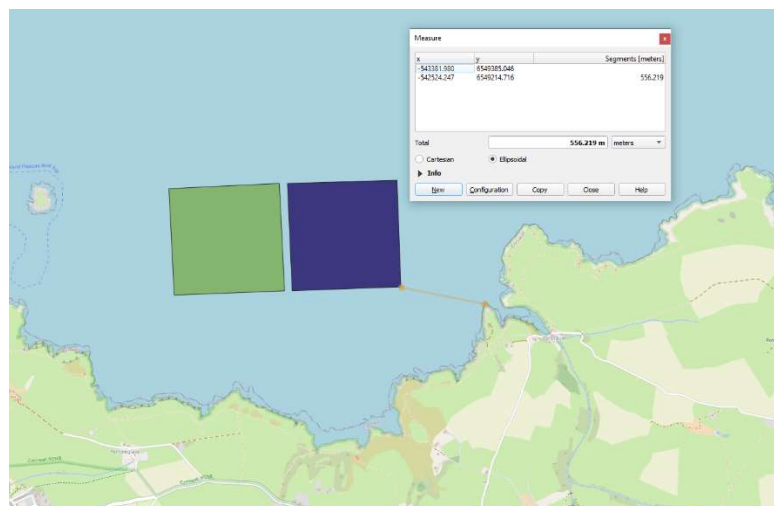 Measure
x y Segments [meters]
-543381.980 6549385.046
-542524.247 6549214.716 556.219
Total 556.219 m meters
Cartesian Ellipsoidal
Info
New Configuration Copy Close Help